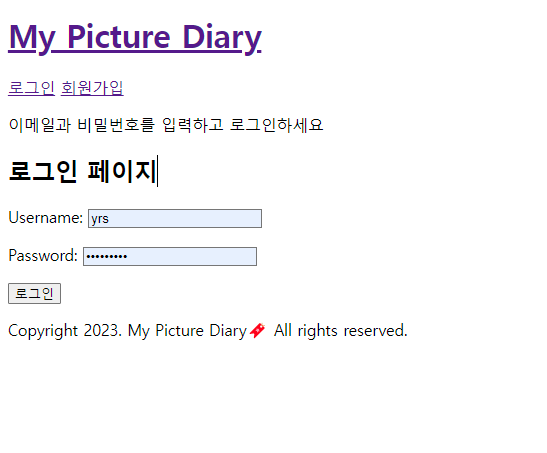 My Picture Diary
로그인 회원가입
이메일과 비밀번호를 입력하고 로그인하세요
로그인 페이지
Username: yrs
Password: •••••••••
로그인
Copyright 2023. My Picture Diary All rights reserved.